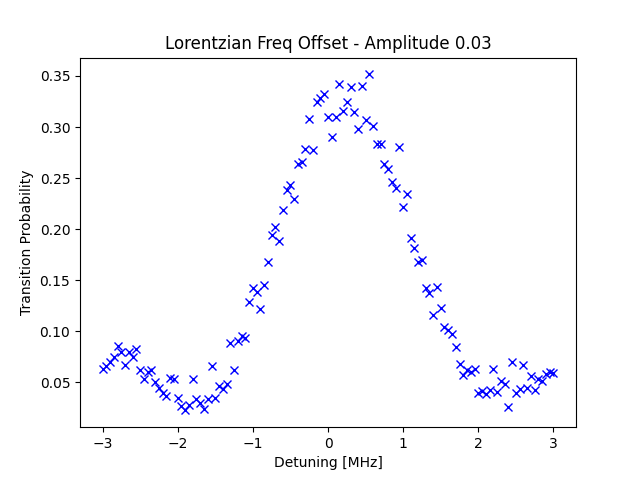 Lorentzian Freq Offset - Amplitude 0.03
0.35
0.30
0.25
0.20
0.15
0.10
0.05
Transition Probability
−3 −2 −1 0 1 2 3
Detuning [MHz]